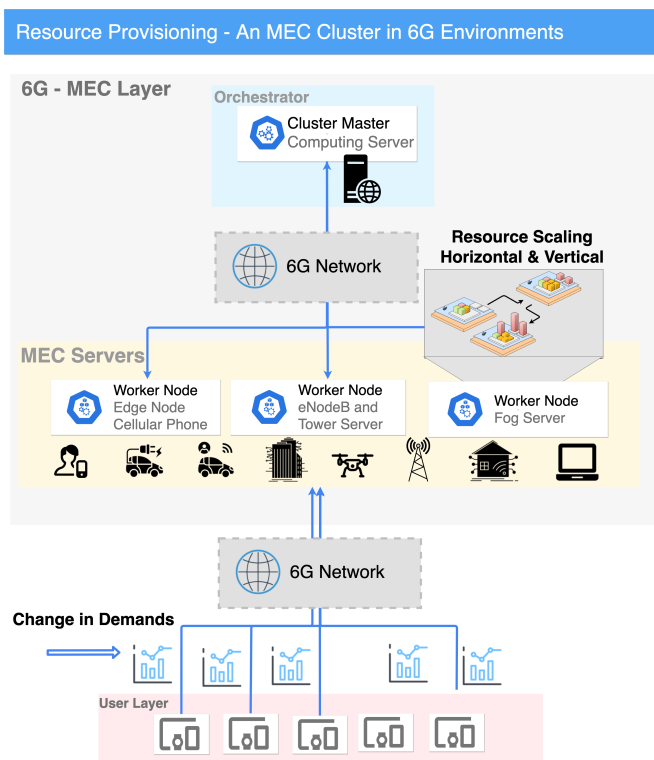 Resource Provisioning - An MEC Cluster in 6G Environments
6G - MEC Layer
Orchestrator
Cluster Master
Computing Server
6G Network
Resource Scaling
Horizontal & Vertical
MEC Servers
Worker Node
Edge Node
Cellular Phone
Worker Node
eNodeB and
Tower Server
Worker Node
Fog Server
6G Network
Change in Demands
User Layer